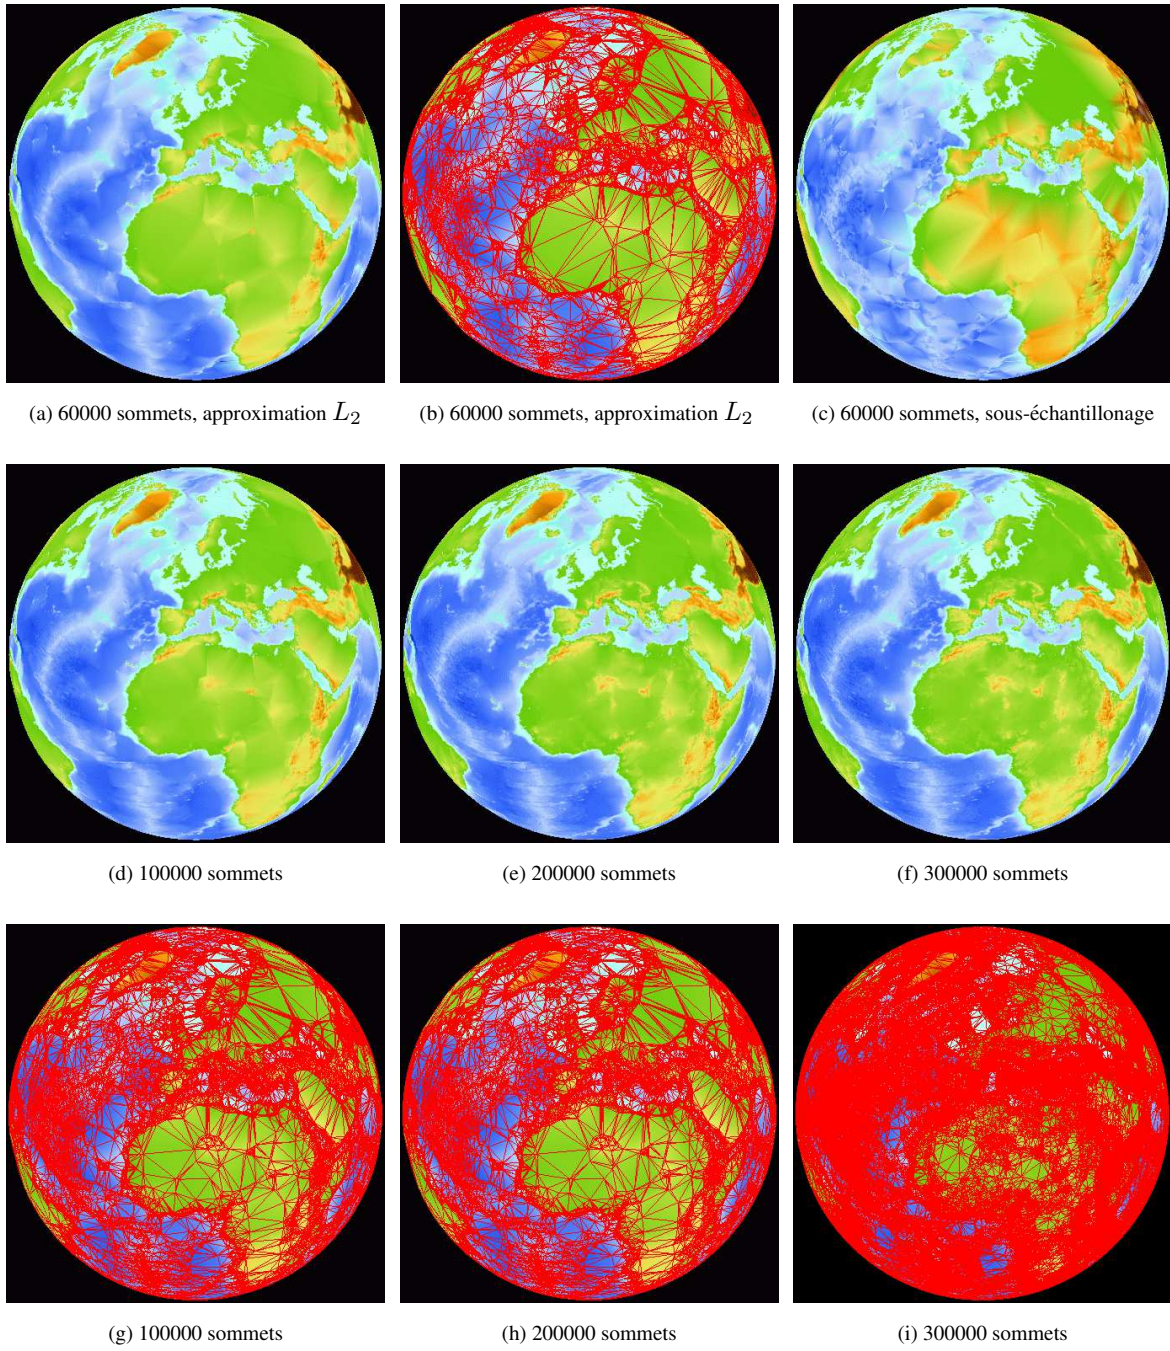 (a) 60000 sommets, approximation L₂
(b) 60000 sommets, approximation L₂
(c) 60000 sommets, sous-échantillonage
(d) 100000 sommets
(e) 200000 sommets
(f) 300000 sommets
(g) 100000 sommets
(h) 200000 sommets
(i) 300000 sommets